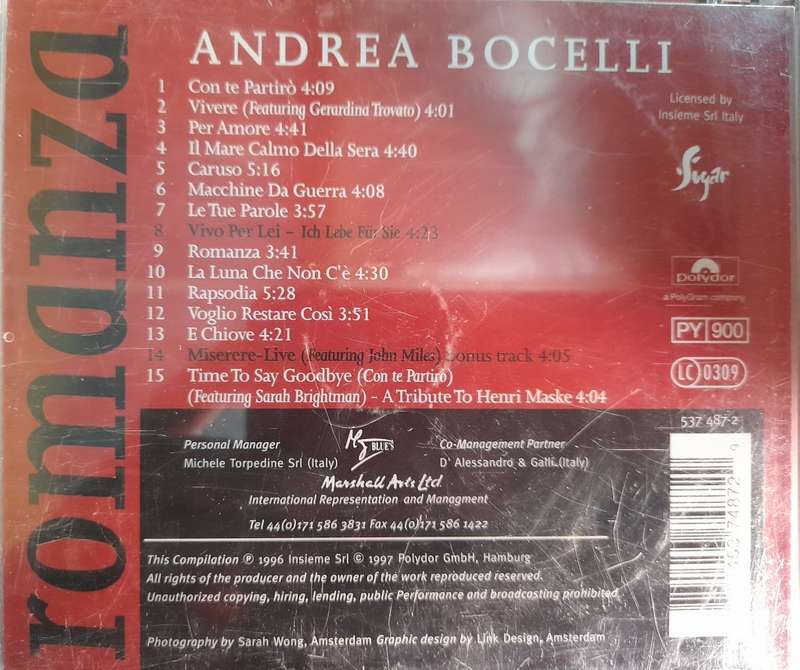 romanza
ANDREA BOCELLI
1 Con te Partirò 4:09
2 Vivere (Featuring Gerardina Trovato) 4:01
3 Per Amore 4:41
4 Il Mare Calmo Della Sera 4:40
5 Caruso 5:16
6 Macchine Da Guerra 4:08
7 Le Tue Parole 3:57
8 Vivo Per Lei – Ich Lebe Für Sie 4:23
9 Romanza 3:41
10 La Luna Che Non C'è 4:30
11 Rapsodia 5:28
12 Voglio Restare Così 3:51
13 E Chiove 4:21
14 Miserere-Live (Featuring John Miles) bonus track 4:05
15 Time To Say Goodbye (Con te Partirò)
(Featuring Sarah Brightman) – A Tribute To Henri Maske 4:04
Licensed by
Insieme Srl Italy
Sugar
polydor
a PolyGram company
PY 900
LC 0309
537 487-2
Personal Manager
Michele Torpedine Srl (Italy)
BLUE'S
Co-Management Partner
D' Alessandro & Galli (Italy)
Marshall Arts Ltd
International Representation and Managment
Tel 44(0)171 586 3831 Fax 44(0)171 586 1422
This Compilation ℗ 1996 Insieme Srl © 1997 Polydor GmbH, Hamburg
All rights of the producer and the owner of the work reproduced reserved.
Unauthorized copying, hiring, lending, public Performance and broadcasting prohibited
Photography by Sarah Wong, Amsterdam Graphic design by Link Design, Amsterdam